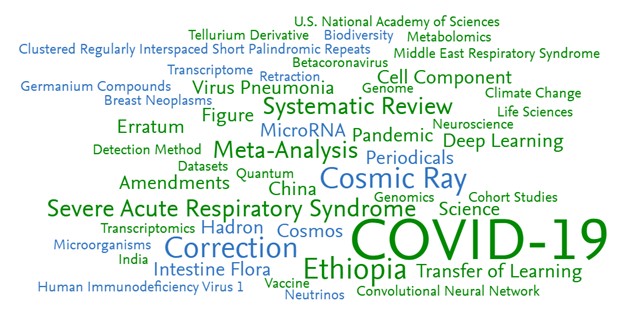 U.S. National Academy of Sciences
Tellurium Derivative Biodiversity Metabolomics
Clustered Regularly Interspaced Short Palindromic Repeats
Middle East Respiratory Syndrome
Betacoronavirus
Transcriptome Retraction Cell Component
Germanium Compounds Virus Pneumonia Genome
Climate Change
Breast Neoplasms Figure Systematic Review Life Sciences
Erratum MicroRNA Pandemic Neuroscience
Deep Learning
Detection Method Meta-Analysis Periodicals
Datasets Quantum
Amendments China Cosmic Ray
Genomics Cohort Studies
Severe Acute Respiratory Syndrome Science
Transcriptomics Hadron Cosmos COVID-19
Microorganisms Correction
India Intestine Flora Ethiopia Transfer of Learning
Human Immunodeficiency Virus 1 Vaccine
Neutrinos Convolutional Neural Network